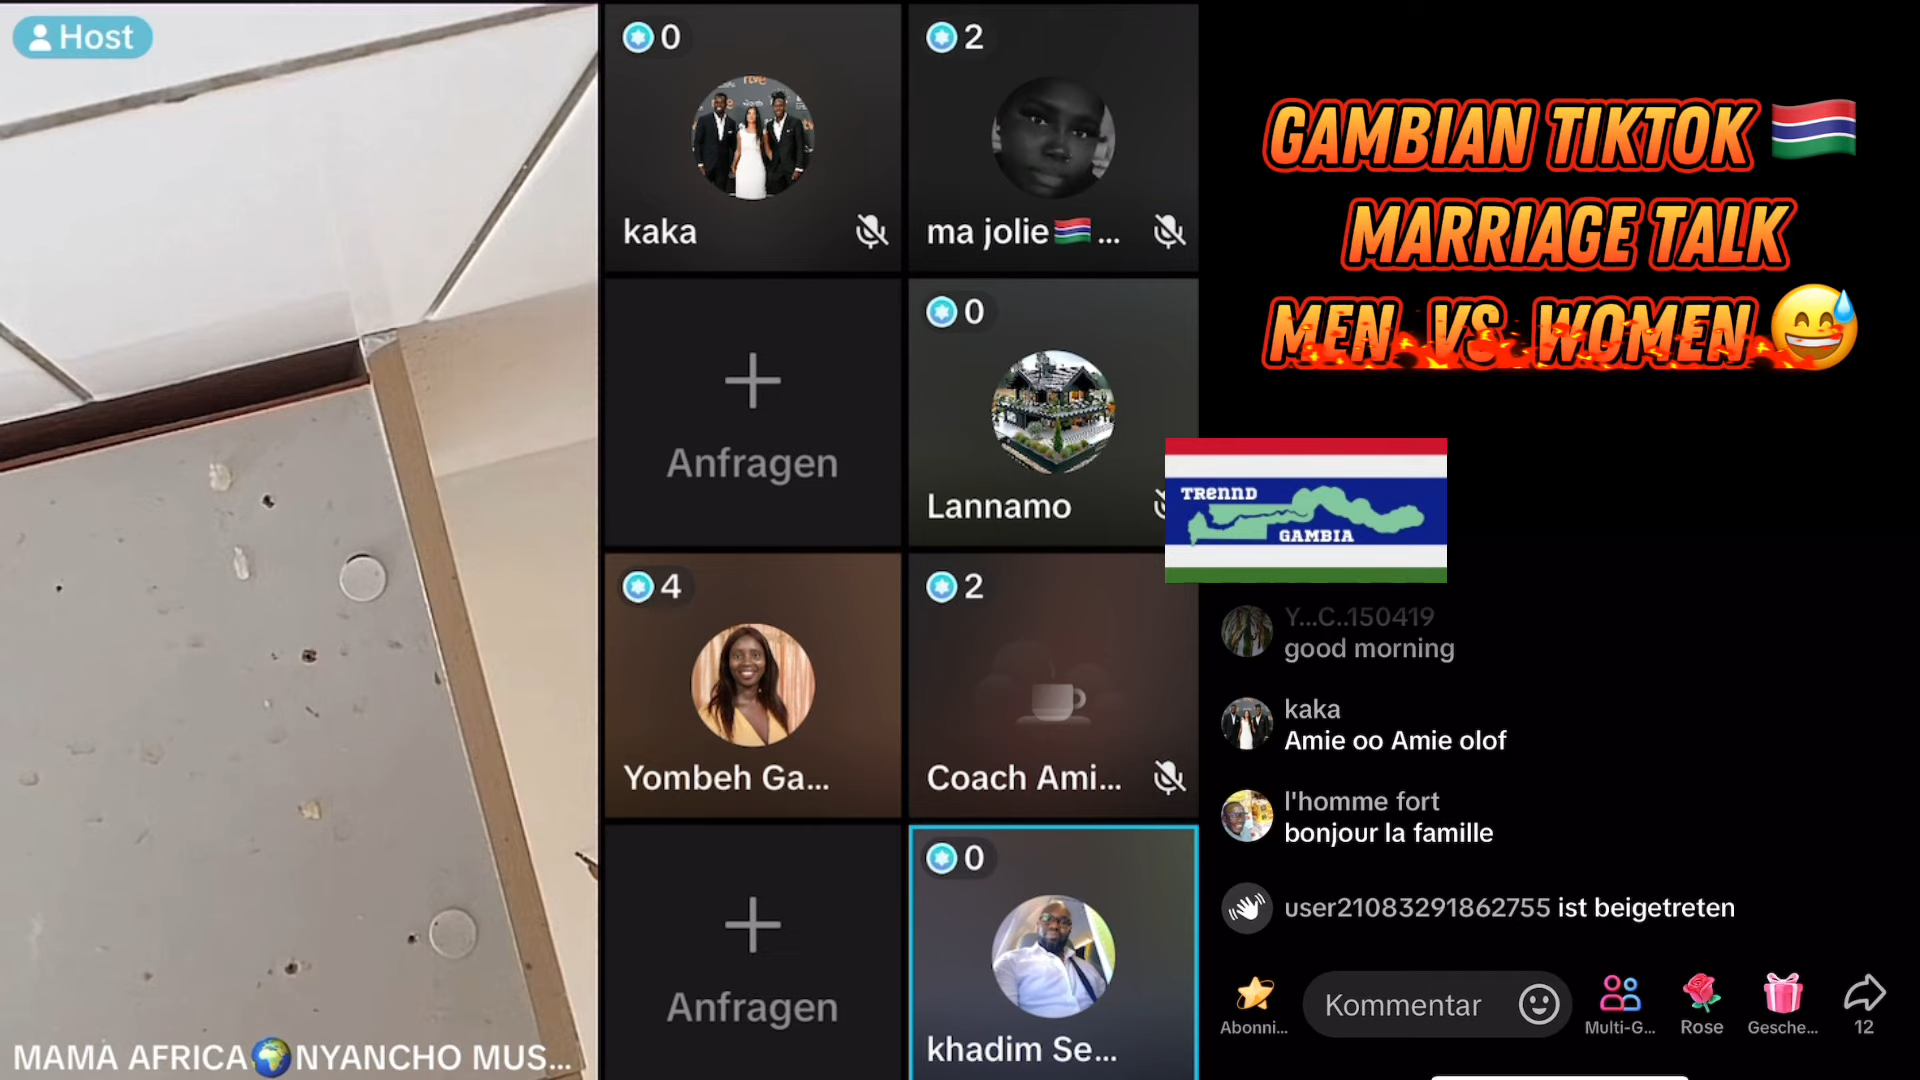 Host
MAMA AFRICA🌍NYANCHO MUS...
0
kaka
2
ma jolie🇬🇲...
Anfragen
0
Lannamo
4
Yombeh Ga...
2
Coach Ami...
Anfragen
0
khadim Se...
GAMBIAN TIKTOK 🇬🇲
MARRIAGE TALK
MEN VS. WOMEN 😅
TRENND
GAMBIA
Y...C..150419
good morning
kaka
Amie oo Amie olof
l'homme fort
bonjour la famille
user21083291862755 ist beigetreten
Abonni...
Kommentar
Multi-G...
Rose
Gesche...
12